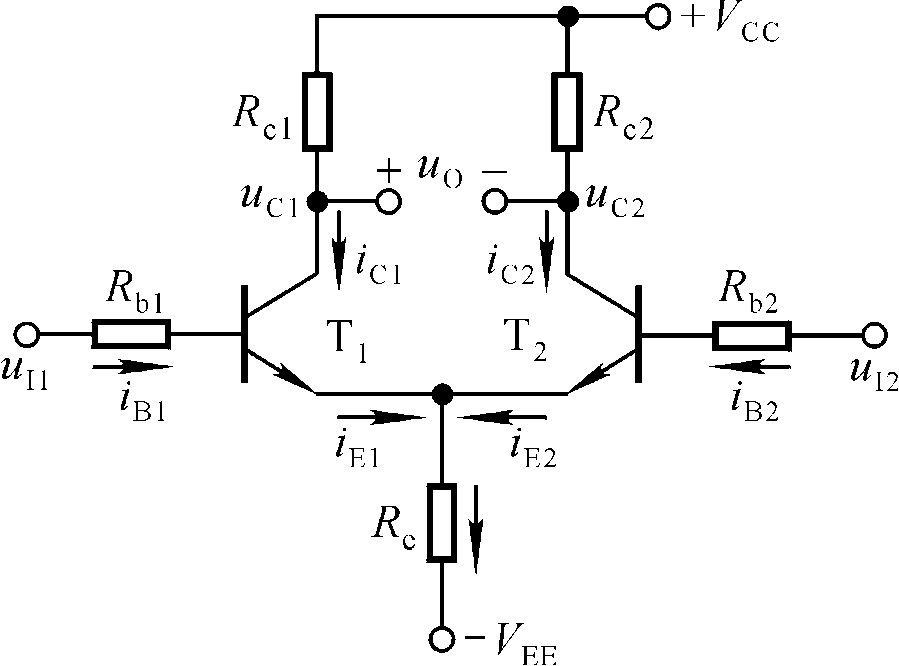 +V_CC
R_c1
R_c2
+ u_O −
u_C1
u_C2
i_C1
i_C2
R_b1
R_b2
T_1
T_2
u_I1
u_I2
i_B1
i_B2
i_E1
i_E2
R_e
−V_EE